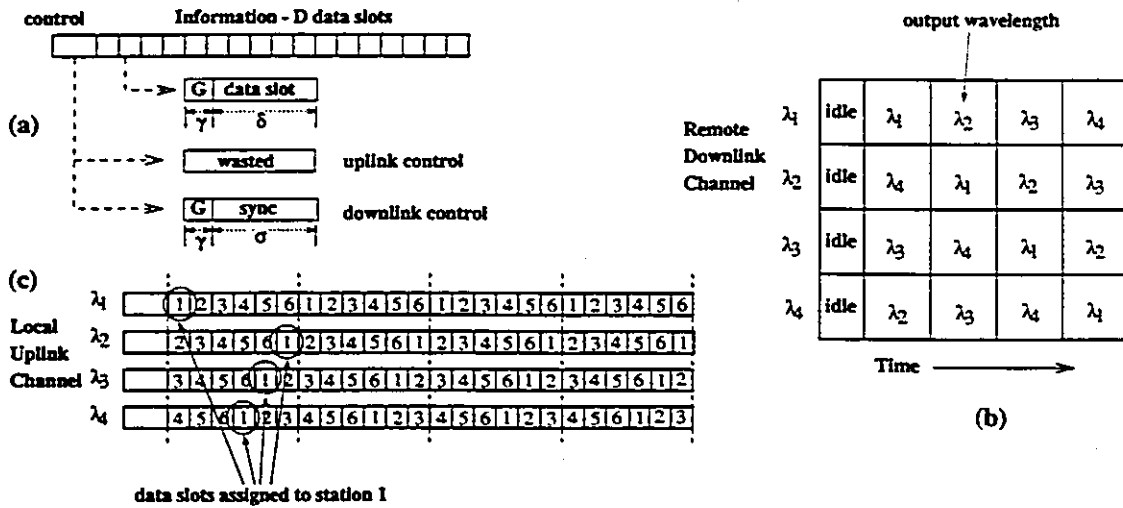 control Information - D data slots
(a)
G data slot
γ δ
wasted uplink control
G sync downlink control
γ σ
output wavelength
Remote
Downlink
Channel
λ1 idle λ1 λ2 λ3 λ4
λ2 idle λ4 λ1 λ2 λ3
λ3 idle λ3 λ4 λ1 λ2
λ4 idle λ2 λ3 λ4 λ1
Time
(b)
(c)
Local
Uplink
Channel
λ1 1 2 3 4 5 6 1 2 3 4 5 6 1 2 3 4 5 6 1 2 3 4 5 6
λ2 2 3 4 5 6 1 2 3 4 5 6 1 2 3 4 5 6 1 2 3 4 5 6 1
λ3 3 4 5 6 1 2 3 4 5 6 1 2 3 4 5 6 1 2 3 4 5 6 1 2
λ4 4 5 6 1 2 3 4 5 6 1 2 3 4 5 6 1 2 3 4 5 6 1 2 3
data slots assigned to station 1